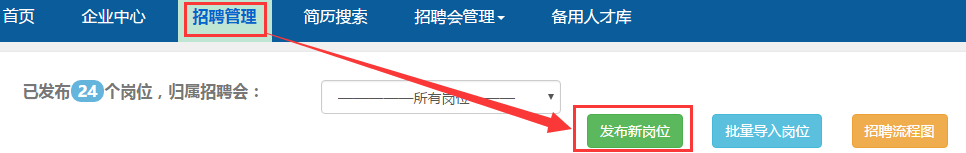 首页 企业中心 招聘管理 简历搜索 招聘会管理 备用人才库
已发布 24 个岗位，归属招聘会： ——————所有岗位——————
发布新岗位 批量导入岗位 招聘流程图